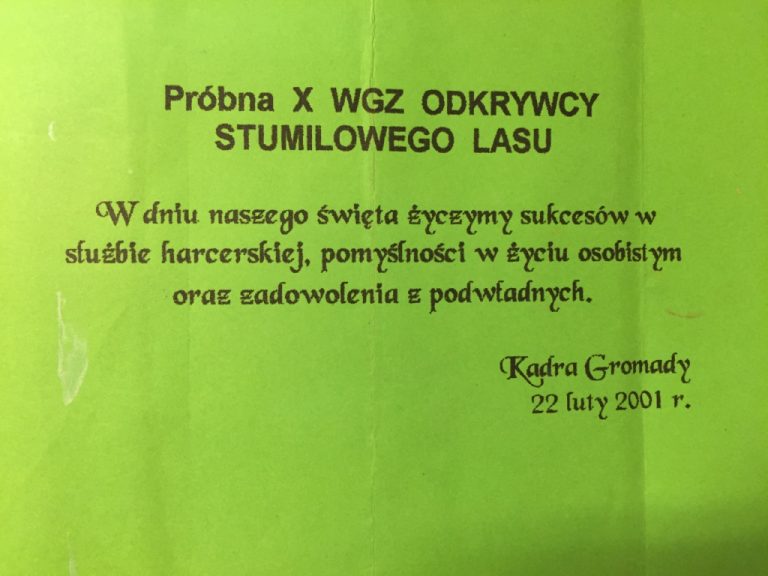 Próbna X WGZ ODKRYWCY
STUMILOWEGO LASU
W dniu naszego święta życzymy sukcesów w
służbie harcerskiej, pomyślności w życiu osobistym
oraz zadowolenia z podwładnych.
Kadra Gromady
22 luty 2001 r.